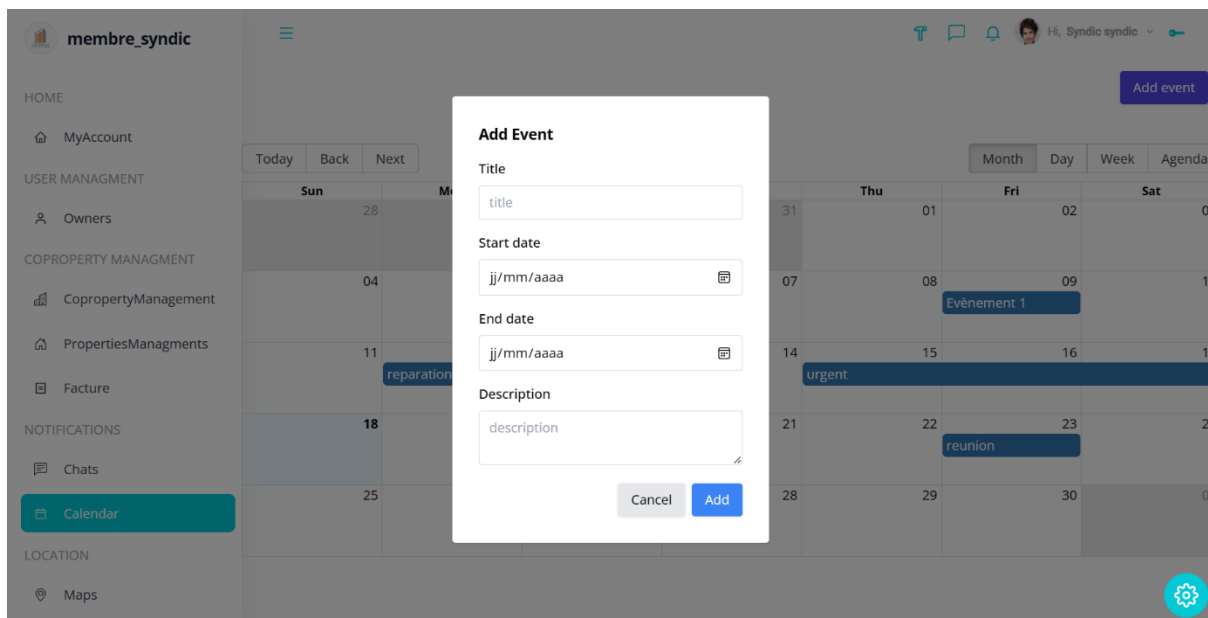 membre_syndic
Hi, Syndic syndic
HOME
MyAccount
USER MANAGMENT
Owners
COPROPERTY MANAGMENT
CopropertyManagement
PropertiesManagments
Facture
NOTIFICATIONS
Chats
Calendar
LOCATION
Maps
Add event
Today Back Next
Month Day Week Agenda
Sun Thu Fri Sat
28 31 01 02
04 07 08 09
Evènement 1
11 14 15 16
reparation urgent
18 21 22 23
reunion
25 28 29 30
Add Event
Title
title
Start date
jj/mm/aaaa
End date
jj/mm/aaaa
Description
description
Cancel Add